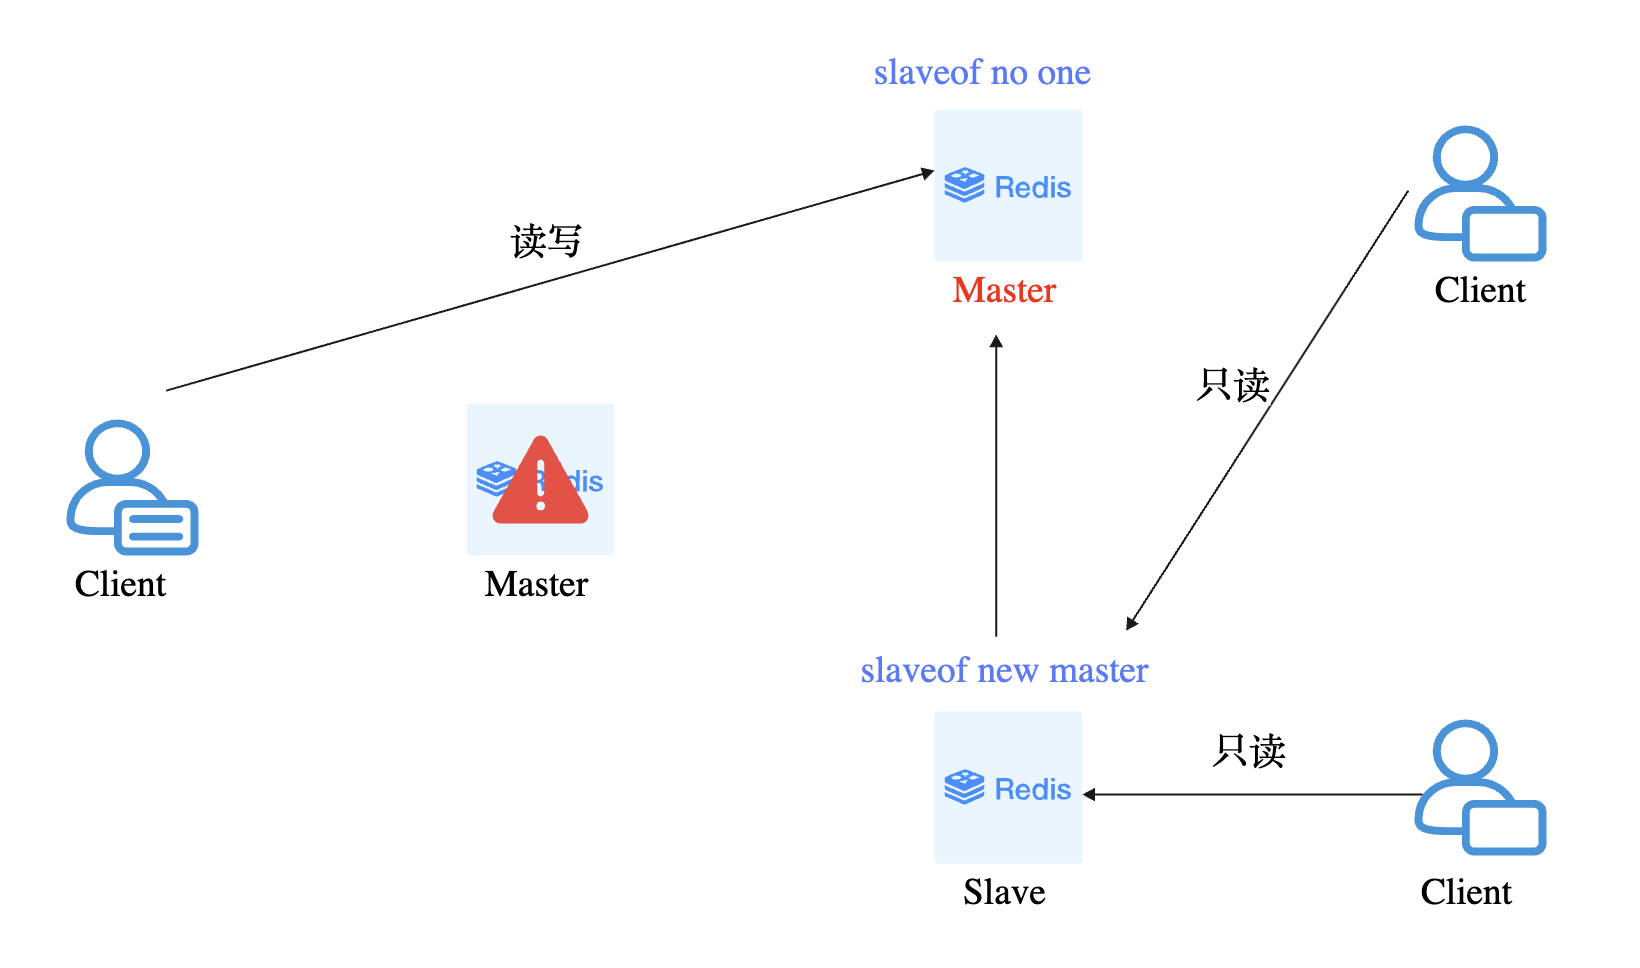 slaveof no one
Redis
Master
Client
读写
只读
Redis
Client
Master
slaveof new master
Redis
只读
Slave
Client